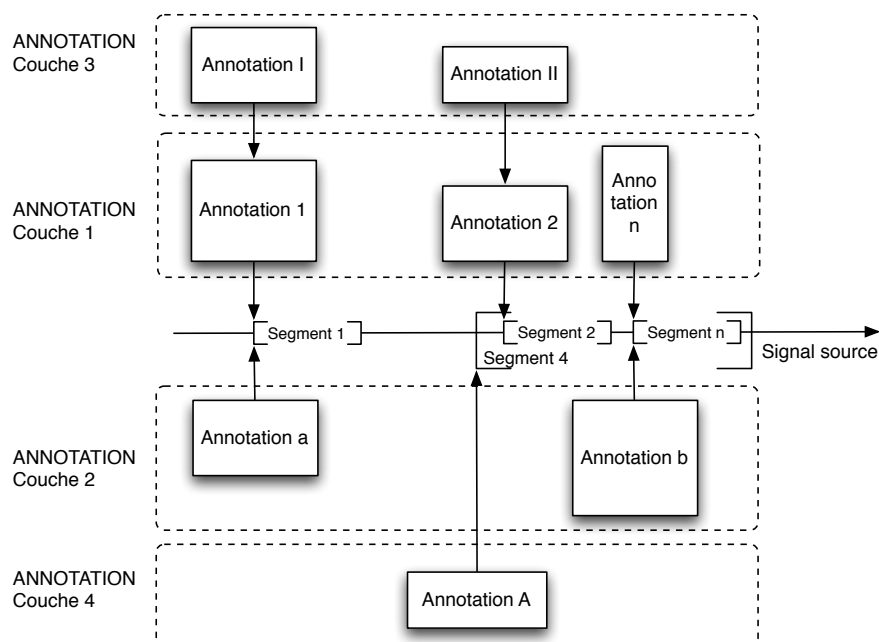 ANNOTATION
Couche 3
Annotation I
Annotation II
ANNOTATION
Couche 1
Annotation 1
Annotation 2
Anno
tation
n
Segment 1
Segment 2
Segment n
Segment 4
Signal source
ANNOTATION
Couche 2
Annotation a
Annotation b
ANNOTATION
Couche 4
Annotation A